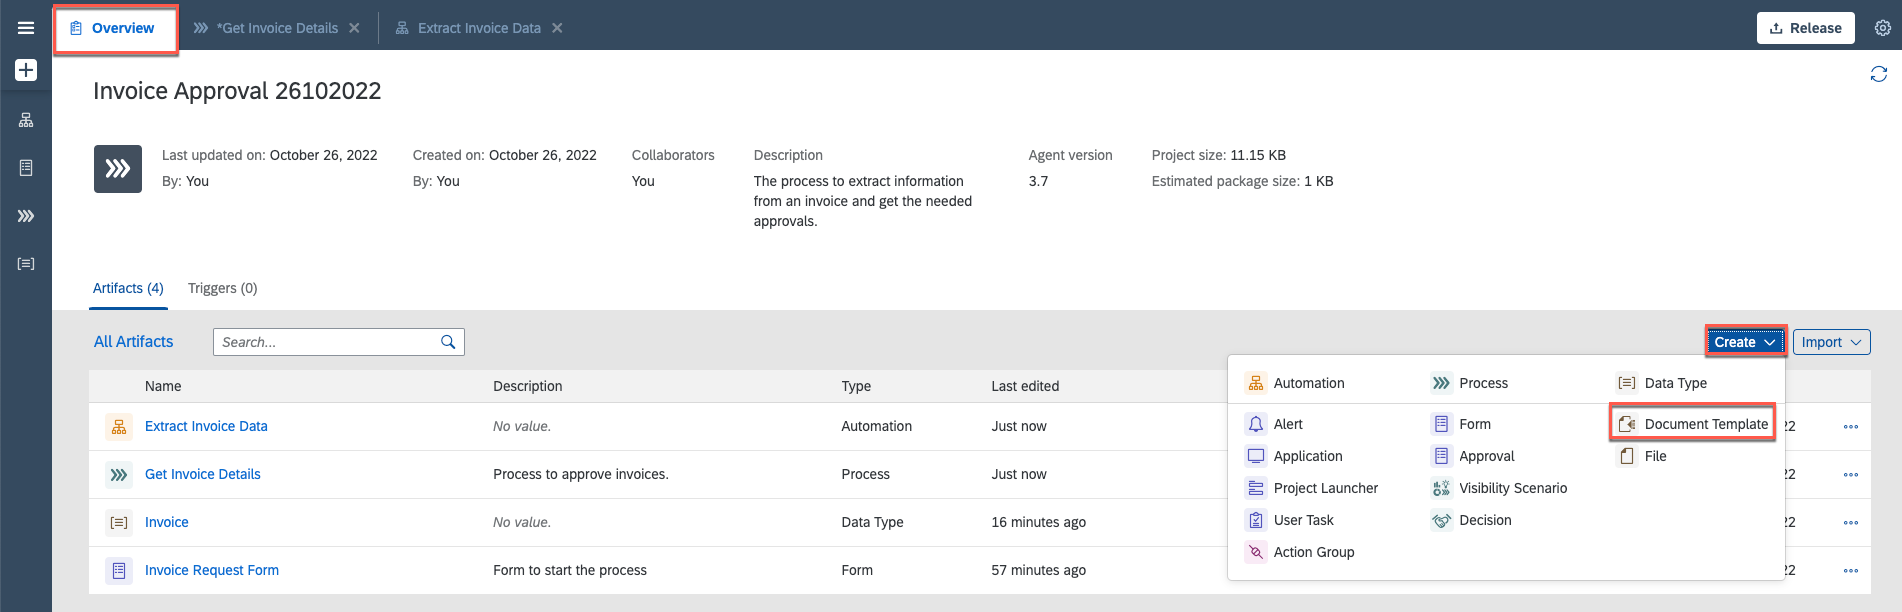 Overview *Get Invoice Details Extract Invoice Data Release
Invoice Approval 26102022
Last updated on: October 26, 2022 Created on: October 26, 2022 Collaborators Description Agent version Project size: 11.15 KB
By: You By: You You The process to extract information 3.7 Estimated package size: 1 KB
from an invoice and get the needed
approvals.
Artifacts (4) Triggers (0)
All Artifacts Search... Create Import
Name Description Type Last edited
Extract Invoice Data No value. Automation Just now 22
Get Invoice Details Process to approve invoices. Process Just now 22
Invoice No value. Data Type 16 minutes ago 22
Invoice Request Form Form to start the process Form 57 minutes ago 22
Automation Process Data Type
Alert Form Document Template
Application Approval File
Project Launcher Visibility Scenario
User Task Decision
Action Group